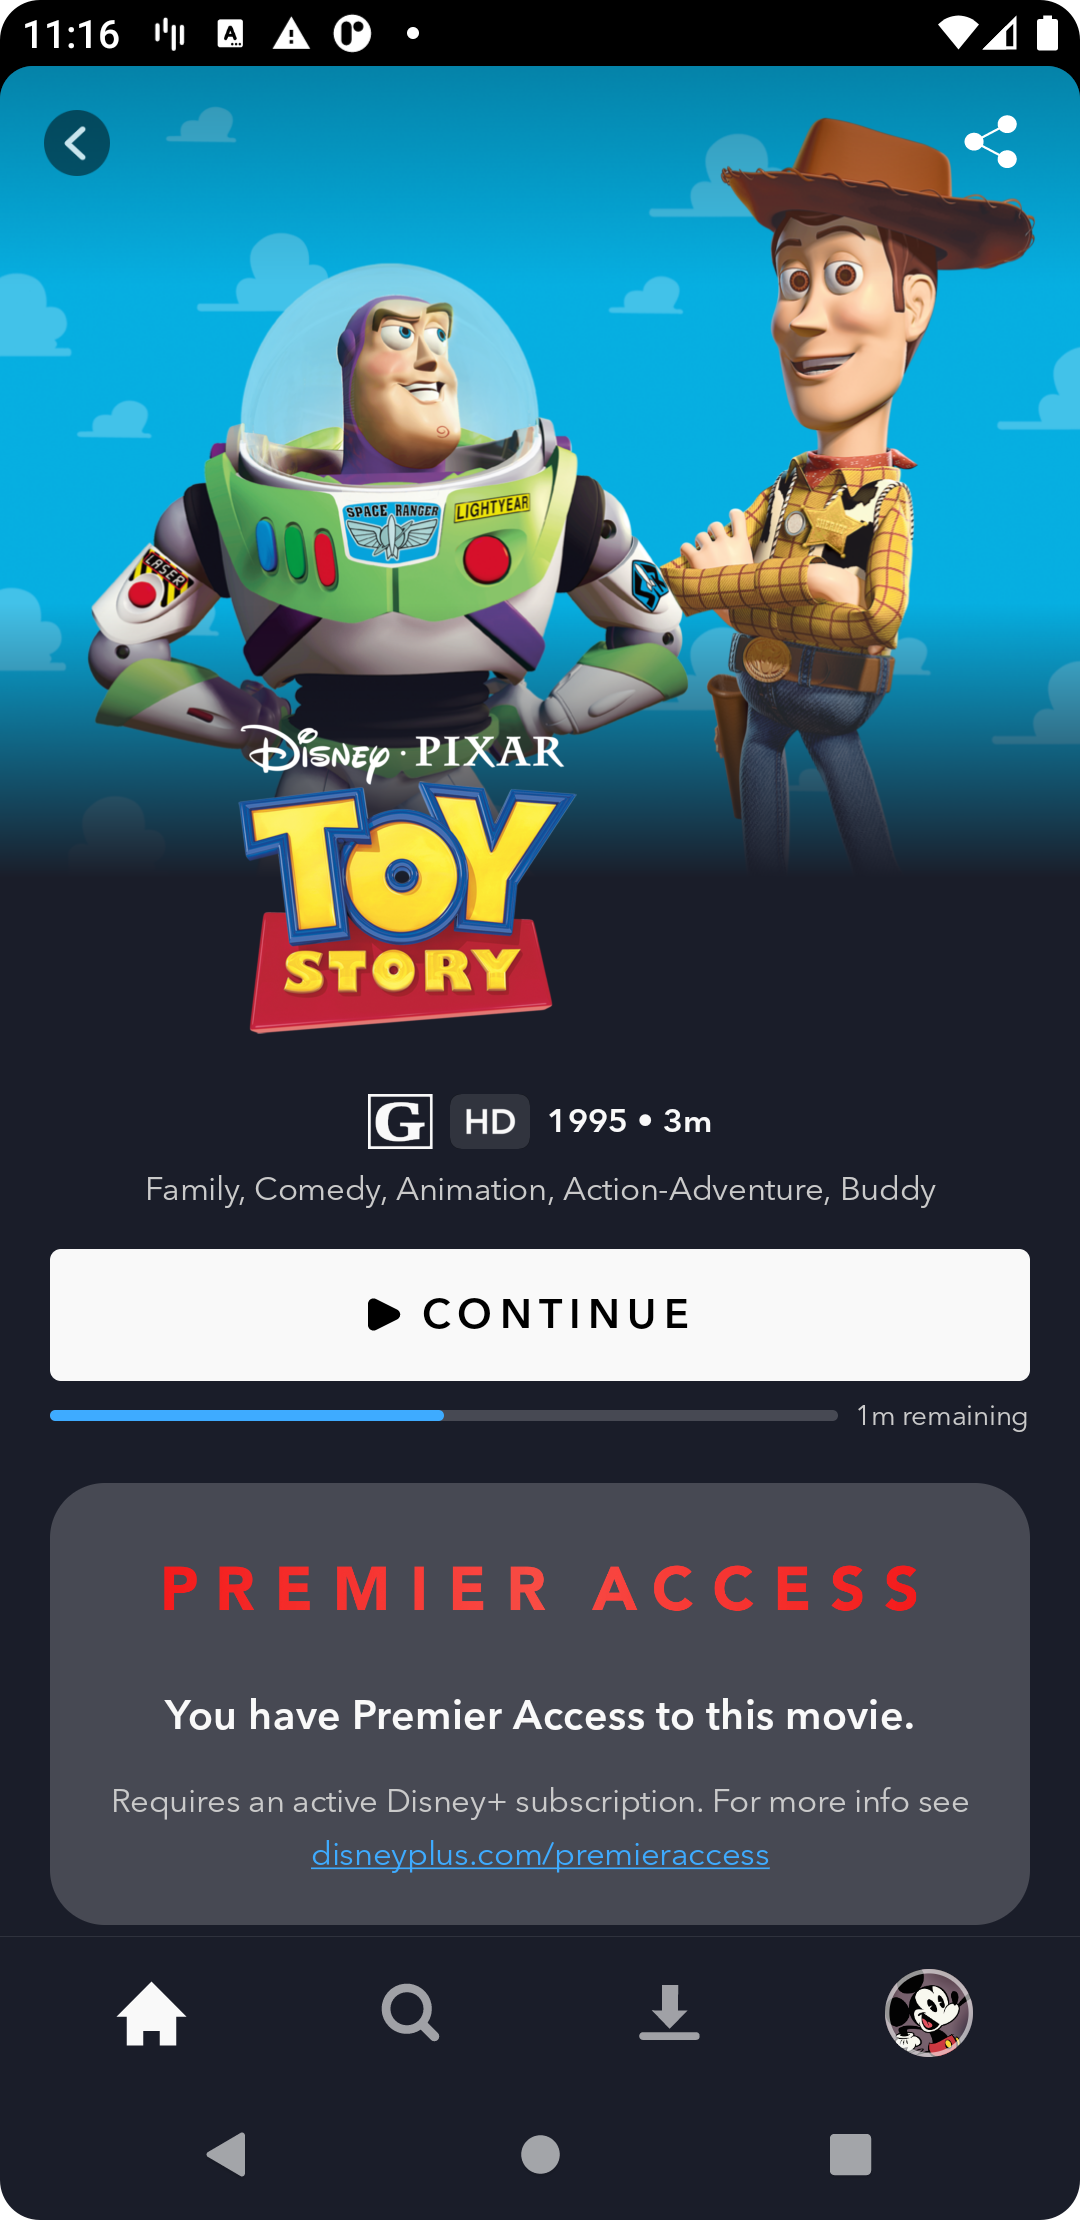 11:16
SPACE RANGER
LIGHTYEAR
LASER
Disney · PIXAR
TOY
STORY
G HD 1995 • 3m
Family, Comedy, Animation, Action-Adventure, Buddy
CONTINUE
1m remaining
PREMIER ACCESS
You have Premier Access to this movie.
Requires an active Disney+ subscription. For more info see
disneyplus.com/premieraccess